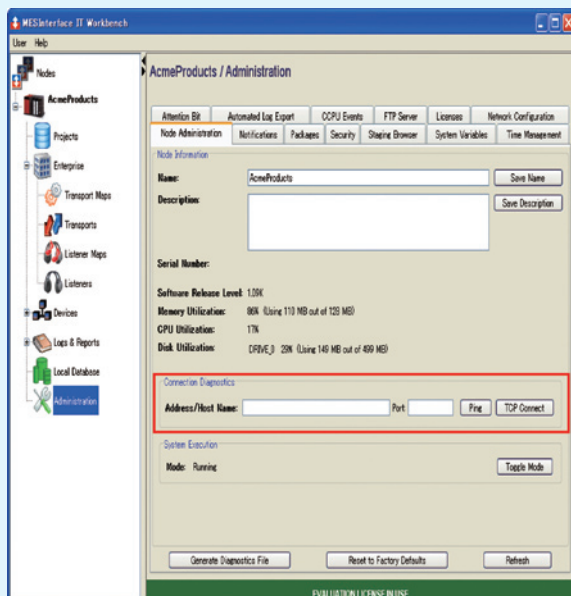 MESInterface IT Workbench
User Help
Nodes
AcmeProducts
Projects
Enterprise
Transport Maps
Transports
Listener Maps
Listeners
Devices
Logs & Reports
Local Database
Administration
AcmeProducts / Administration
Attention Bit Automated Log Export CCPU Events FTP Server Licenses Network Configuration
Node Administration Notifications Packages Security Staging Browser System Variables Time Management
Node Information
Name: AcmeProducts Save Name
Description: Save Description
Serial Number:
Software Release Level: 1.09K
Memory Utilization: 86% (Using 110 MB out of 128 MB)
CPU Utilization: 17%
Disk Utilization: DRIVE_0 29% (Using 149 MB out of 499 MB)
Connection Diagnostics
Address/Host Name: Port Ping TCP Connect
System Execution
Mode: Running Toggle Mode
Generate Diagnostics File Reset to Factory Defaults Refresh
EVALUATION LICENSE IN USE